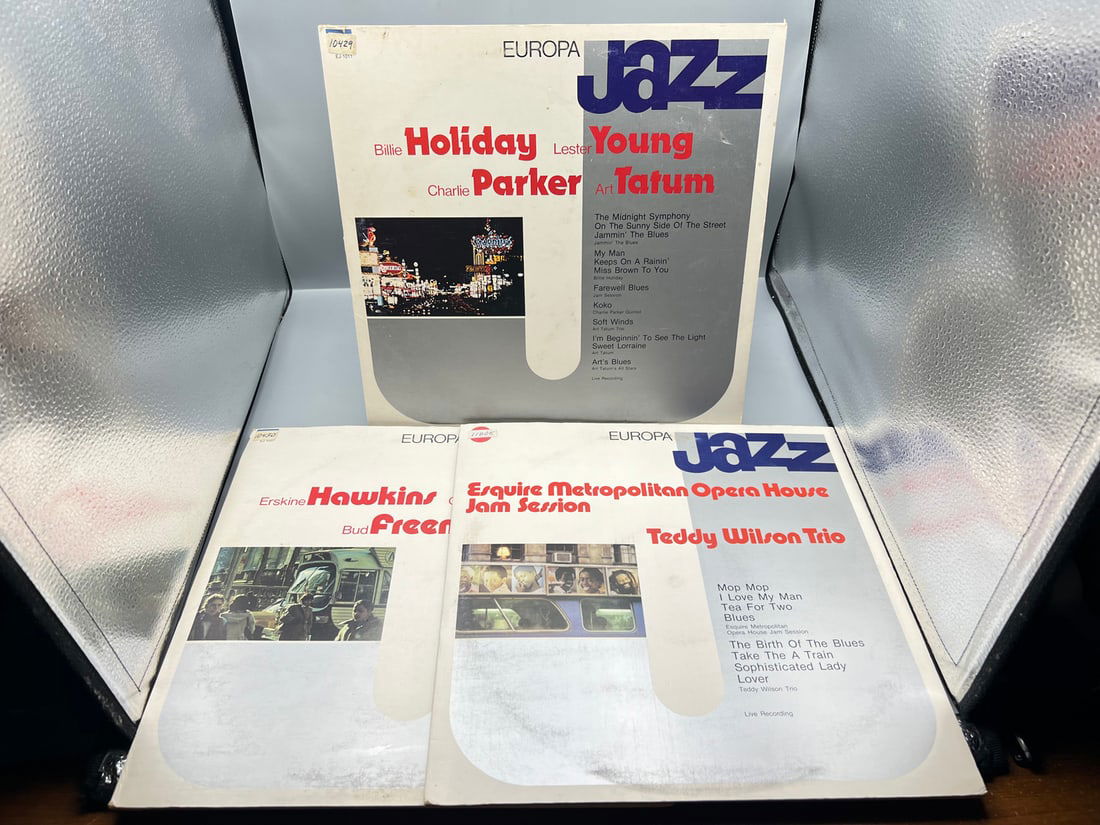 10429
EUROPA Jazz
Billie Holiday Lester Young
Charlie Parker Art Tatum
The Midnight Symphony
On The Sunny Side Of The Street
Jammin' The Blues
Jammin' The Blues
My Man
Keeps On A Rainin'
Miss Brown To You
Billie Holiday
Farewell Blues
Jam Session
Koko
Charlie Parker Quintet
Soft Winds
Art Tatum Trio
I'm Beginnin' To See The Light
Sweet Lorraine
Art Tatum
Art's Blues
Art Tatum's All Stars
Live Recording
10430
EUROPA
Erskine Hawkins
Bud Freem
EUROPA Jazz
Esquire Metropolitan Opera House
Jam Session
Teddy Wilson Trio
Mop Mop
I Love My Man
Tea For Two
Blues
Esquire Metropolitan
Opera House Jam Session
The Birth Of The Blues
Take The A Train
Sophisticated Lady
Lover
Teddy Wilson Trio
Live Recording